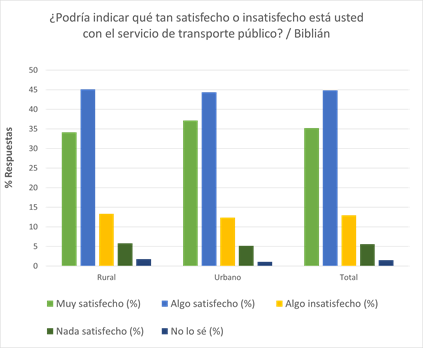 ¿Podría indicar qué tan satisfecho o insatisfecho está usted
con el servicio de transporte público? / Biblián
50
45
40
35
30
25
20
15
10
5
0
% Respuestas
Rural Urbano Total
Muy satisfecho (%) Algo satisfecho (%) Algo insatisfecho (%)
Nada satisfecho (%) No lo sé (%)